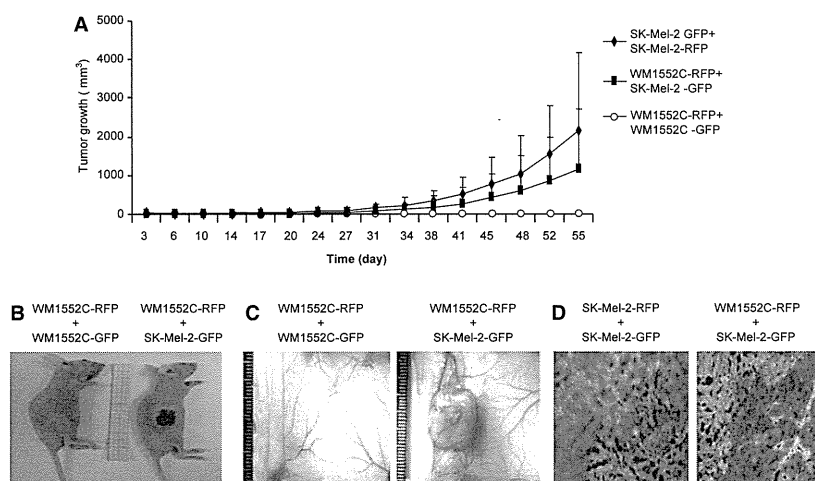 A
5000
4000
3000
2000
1000
0
Tumor growth ( mm³)
3 6 10 14 17 20 24 27 31 34 38 41 45 48 52 55
Time (day)
SK-Mel-2 GFP+
SK-Mel-2-RFP
WM1552C-RFP+
SK-Mel-2 -GFP
WM1552C-RFP+
WM1552C -GFP
B
WM1552C-RFP
+
WM1552C-GFP
WM1552C-RFP
+
SK-Mel-2-GFP
C
WM1552C-RFP
+
WM1552C-GFP
WM1552C-RFP
+
SK-Mel-2-GFP
D
SK-Mel-2-RFP
+
SK-Mel-2-GFP
WM1552C-RFP
+
SK-Mel-2-GFP